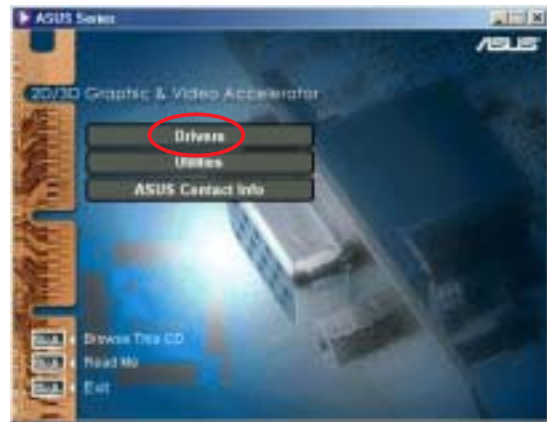 ASUS Series
ASUS
2D/3D Graphic & Video Accelerator
Drivers
Utilities
ASUS Contact Info
Browse This CD
Read Me
Exit